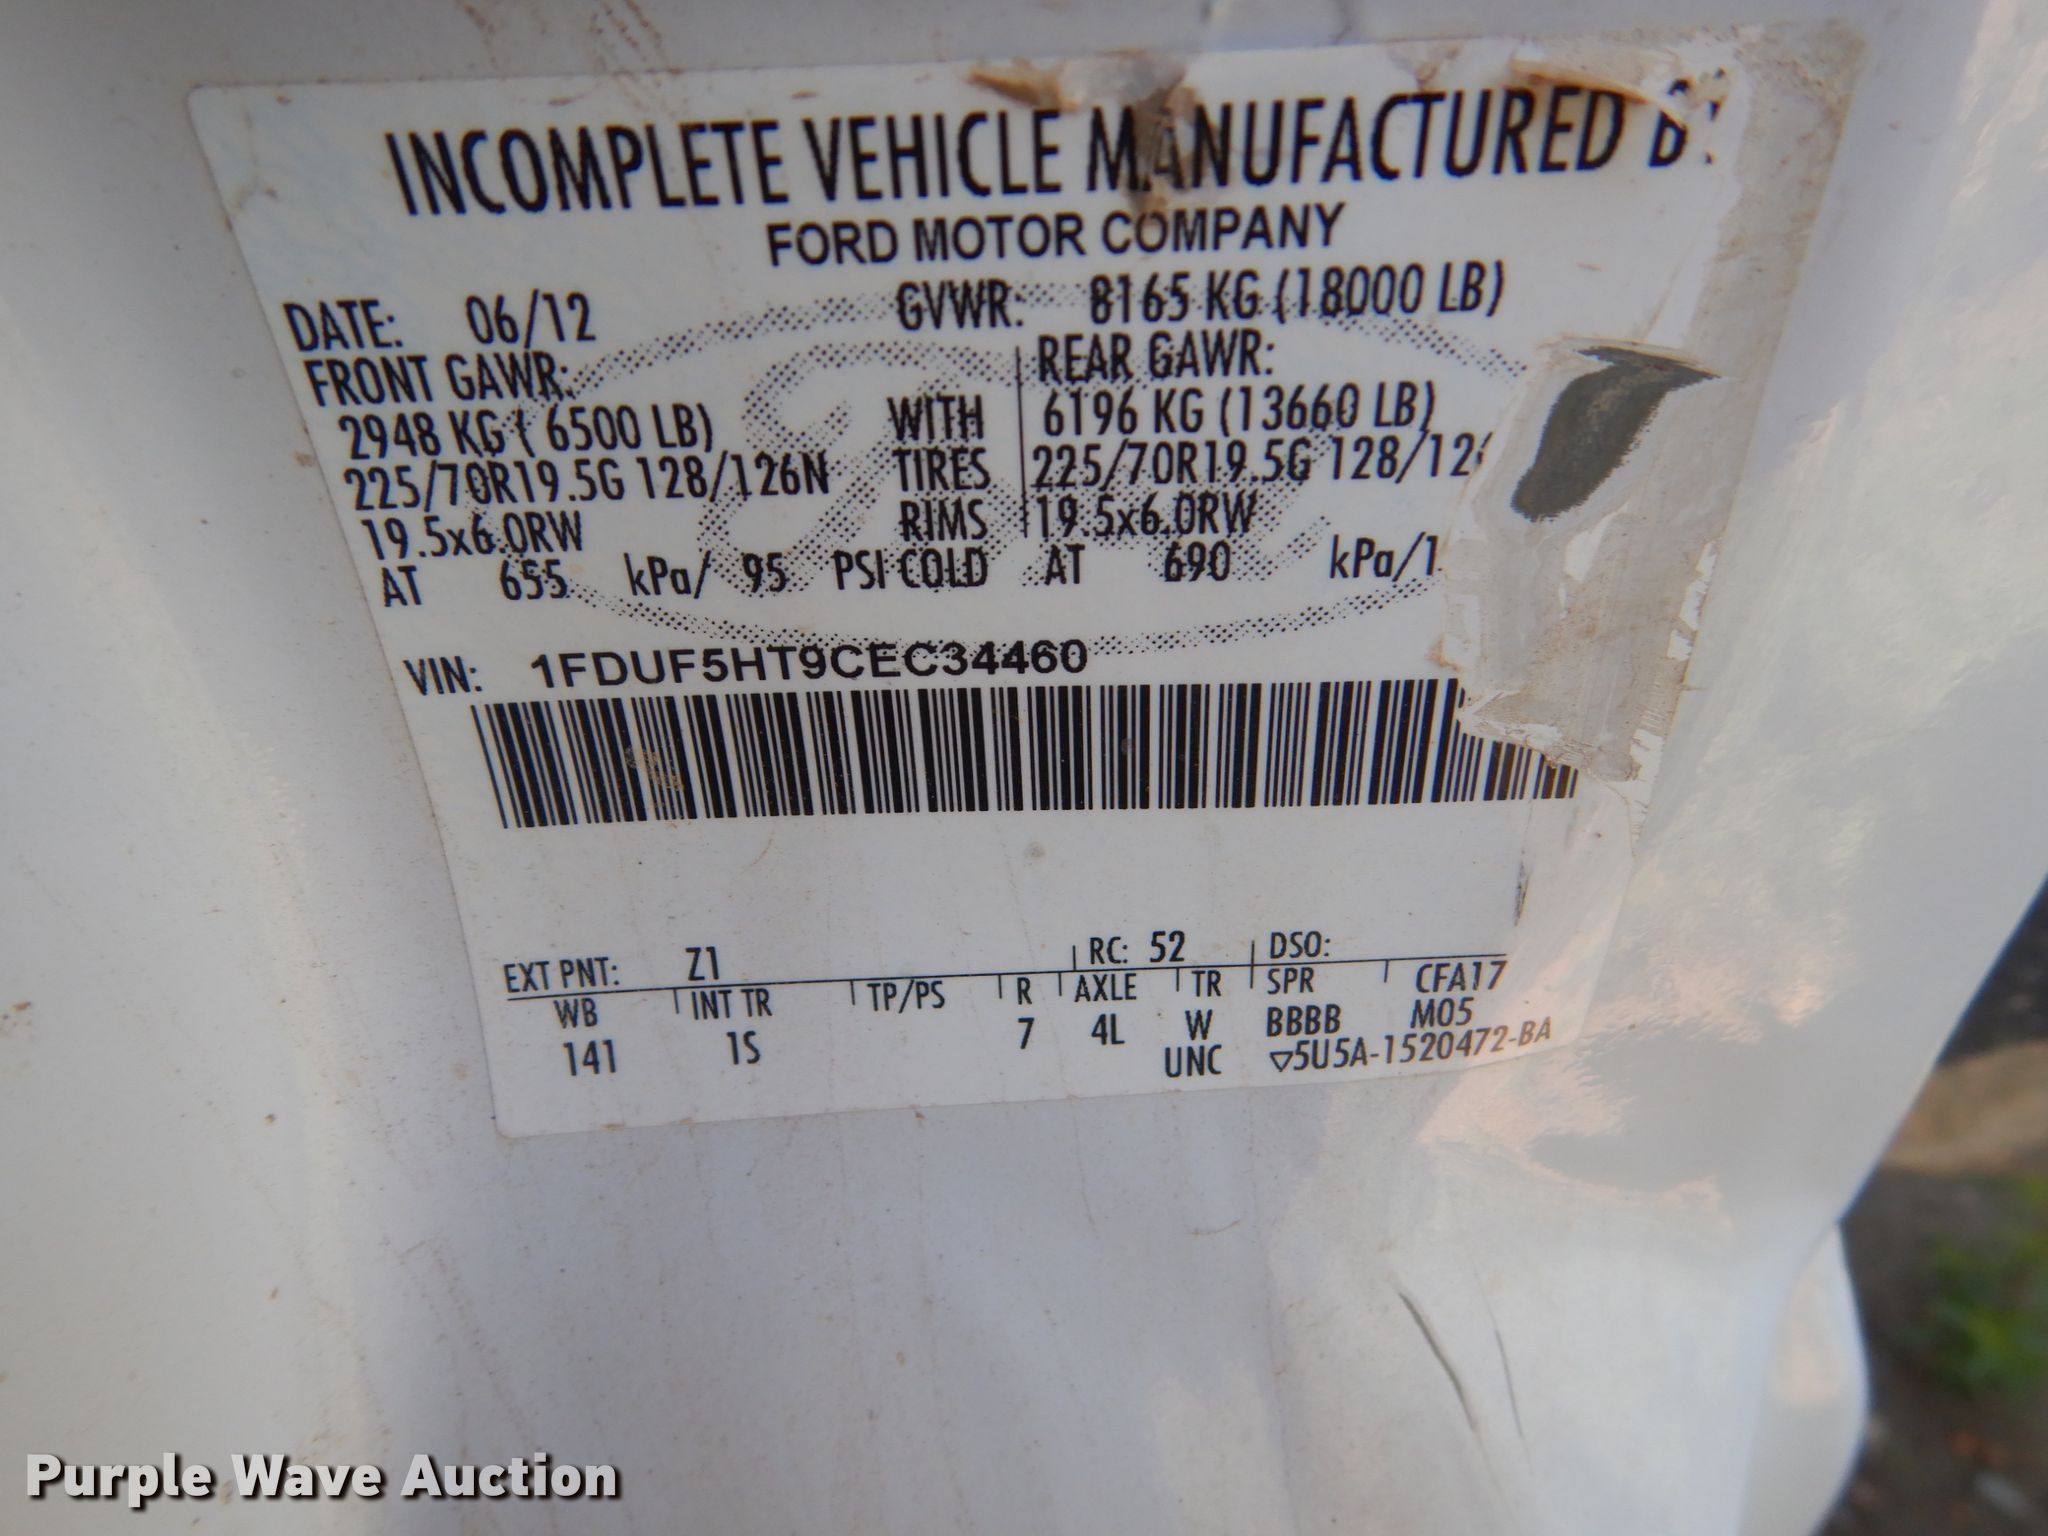 INCOMPLETE VEHICLE MANUFACTURED
FORD MOTOR COMPANY
DATE: 06/12 GVWR: 8165 KG (18000 LB)
FRONT GAWR: REAR GAWR:
2948 KG ( 6500 LB) WITH 6196 KG (13660 LB)
225/70R19.5G 128/126N TIRES 225/70R19.5G
19.5x6.0RW RIMS 19.5x6.0RW
AT 655 kPa/ 95 PSI COLD AT 690
VIN: 1FDUF5HT9CEC34460
EXT PNT: Z1 RC: 52 DSO:
WB INT TR TP/PS R AXLE TR SPR CFA17
141 1S 7 4L W BBBB M05
UNC ▽5U5A-1520472-BA
Purple Wave Auction